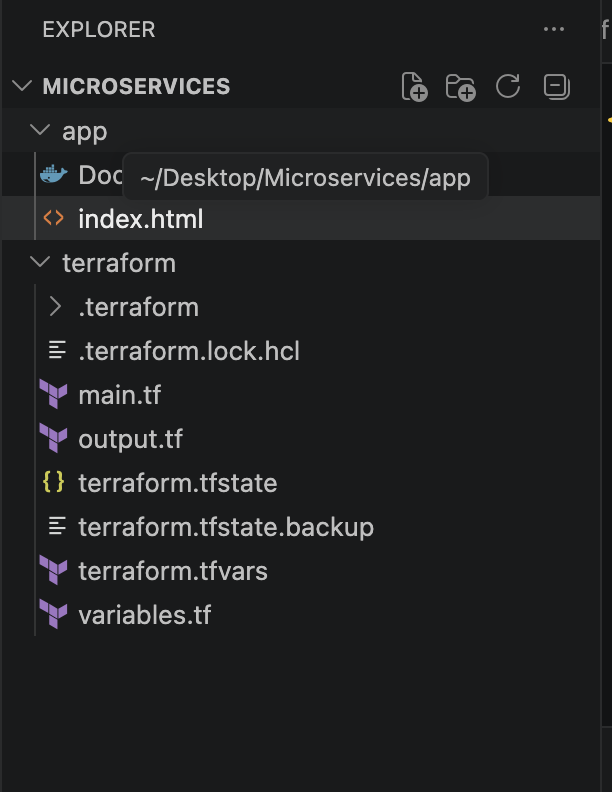 EXPLORER
MICROSERVICES
app
Doc
~/Desktop/Microservices/app
index.html
terraform
.terraform
.terraform.lock.hcl
main.tf
output.tf
terraform.tfstate
terraform.tfstate.backup
terraform.tfvars
variables.tf